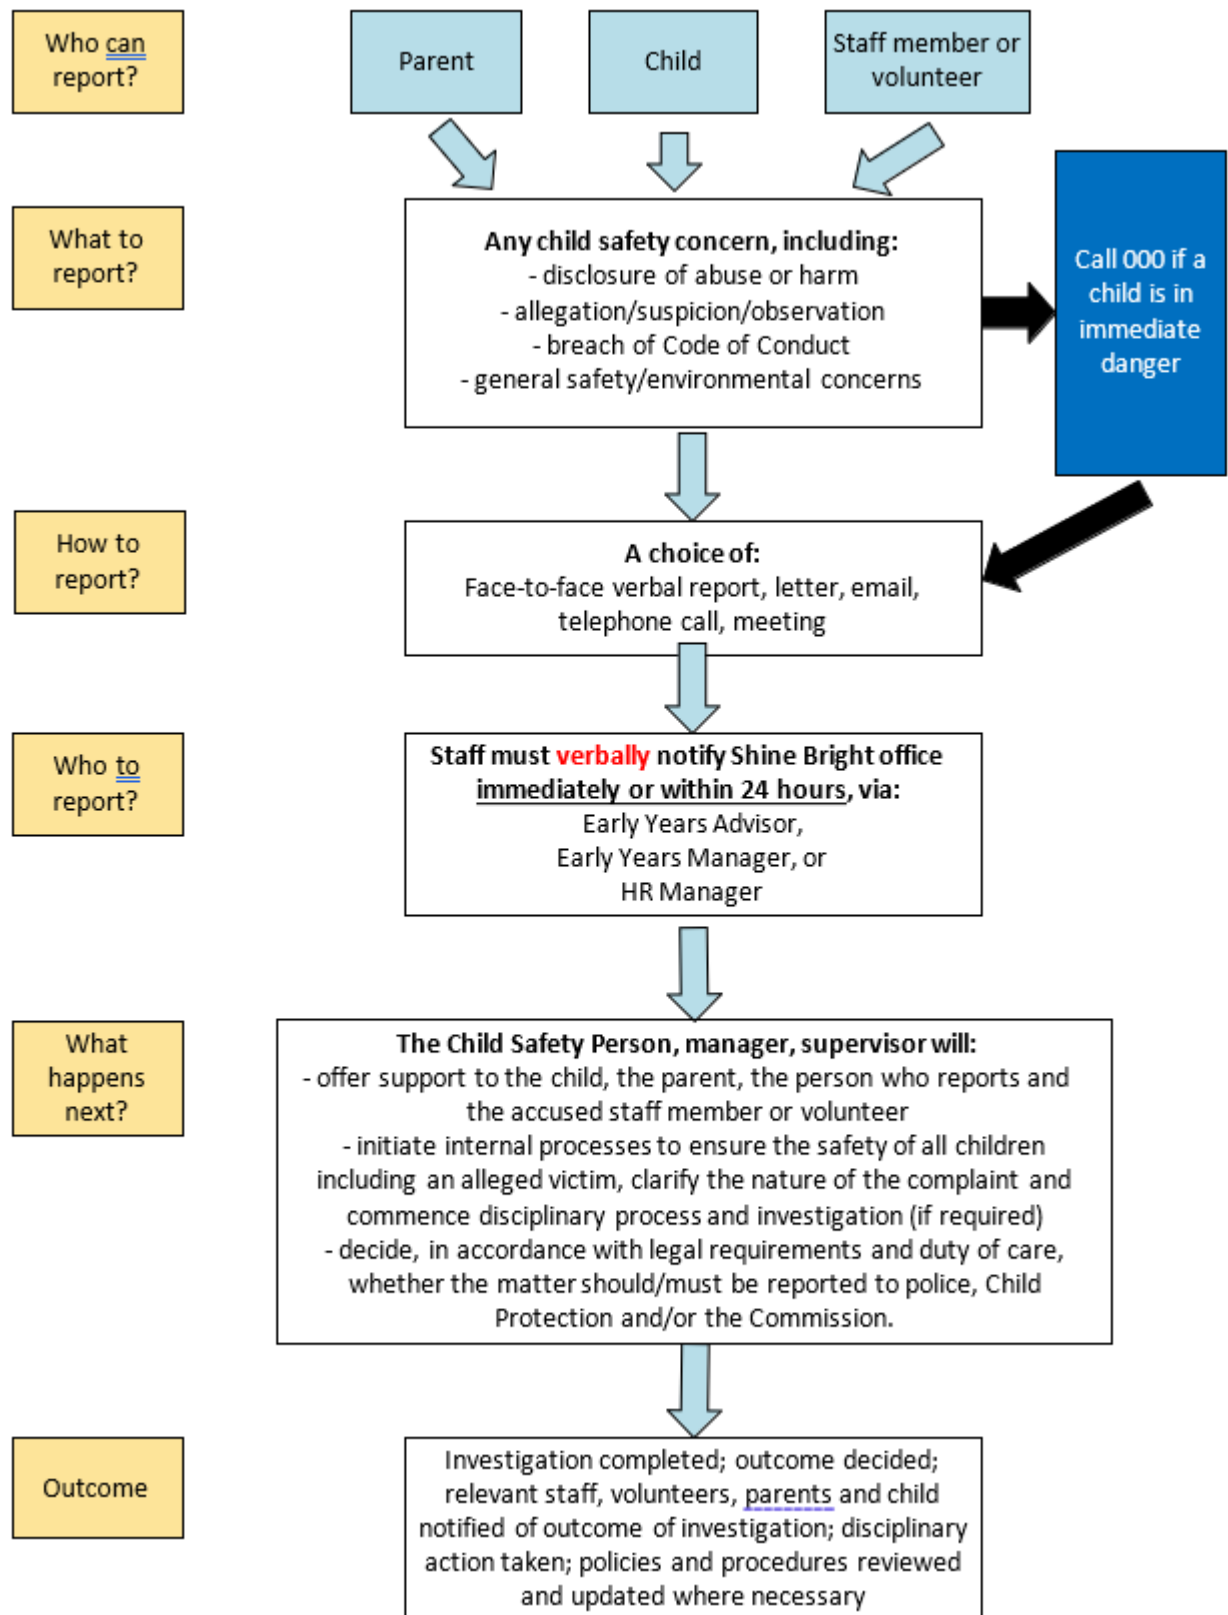 Who can
report?
Parent
Child
Staff member or
volunteer
What to
report?
Any child safety concern, including:
- disclosure of abuse or harm
- allegation/suspicion/observation
- breach of Code of Conduct
- general safety/environmental concerns
Call 000 if a
child is in
immediate
danger
How to
report?
A choice of:
Face-to-face verbal report, letter, email,
telephone call, meeting
Who to
report?
Staff must verbally notify Shine Bright office
immediately or within 24 hours, via:
Early Years Advisor,
Early Years Manager, or
HR Manager
What
happens
next?
The Child Safety Person, manager, supervisor will:
- offer support to the child, the parent, the person who reports and
the accused staff member or volunteer
- initiate internal processes to ensure the safety of all children
including an alleged victim, clarify the nature of the complaint and
commence disciplinary process and investigation (if required)
- decide, in accordance with legal requirements and duty of care,
whether the matter should/must be reported to police, Child
Protection and/or the Commission.
Outcome
Investigation completed; outcome decided;
relevant staff, volunteers, parents and child
notified of outcome of investigation; disciplinary
action taken; policies and procedures reviewed
and updated where necessary